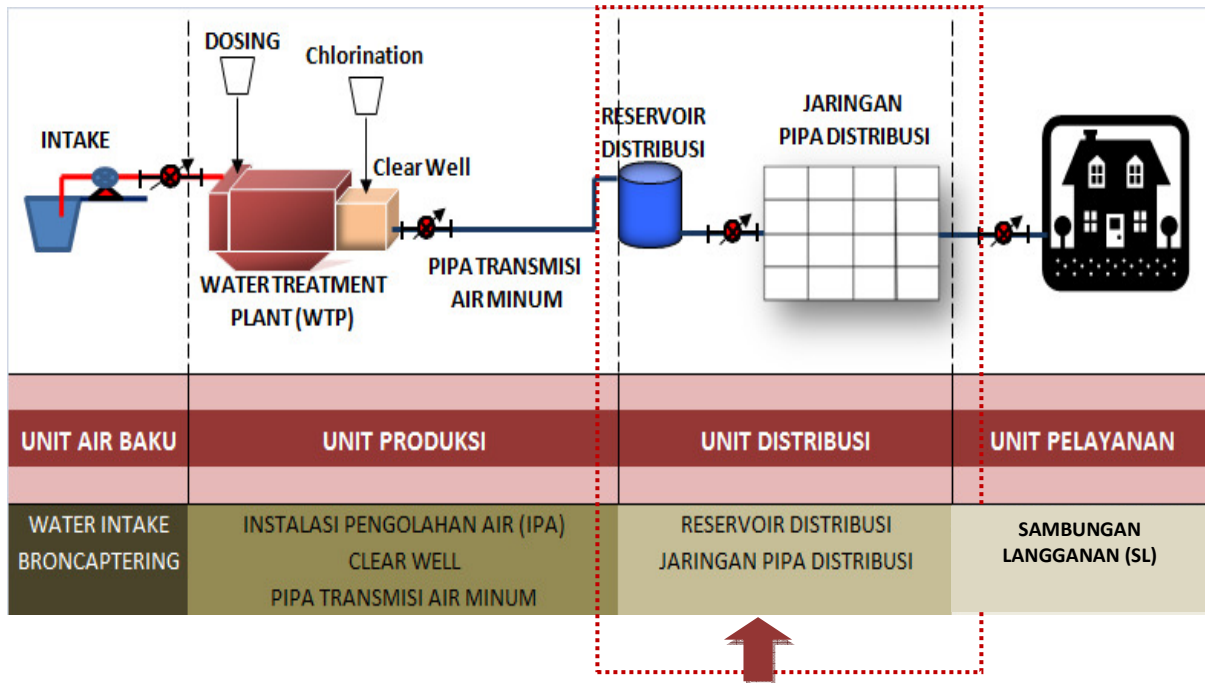 DOSING
Chlorination
INTAKE
Clear Well
WATER TREATMENT
PLANT (WTP)
PIPA TRANSMISI
AIR MINUM
RESERVOIR
DISTRIBUSI
JARINGAN
PIPA DISTRIBUSI
UNIT AIR BAKU
UNIT PRODUKSI
UNIT DISTRIBUSI
UNIT PELAYANAN
WATER INTAKE
BRONCAPTERING
INSTALASI PENGOLAHAN AIR (IPA)
CLEAR WELL
PIPA TRANSMISI AIR MINUM
RESERVOIR DISTRIBUSI
JARINGAN PIPA DISTRIBUSI
SAMBUNGAN
LANGGANAN (SL)